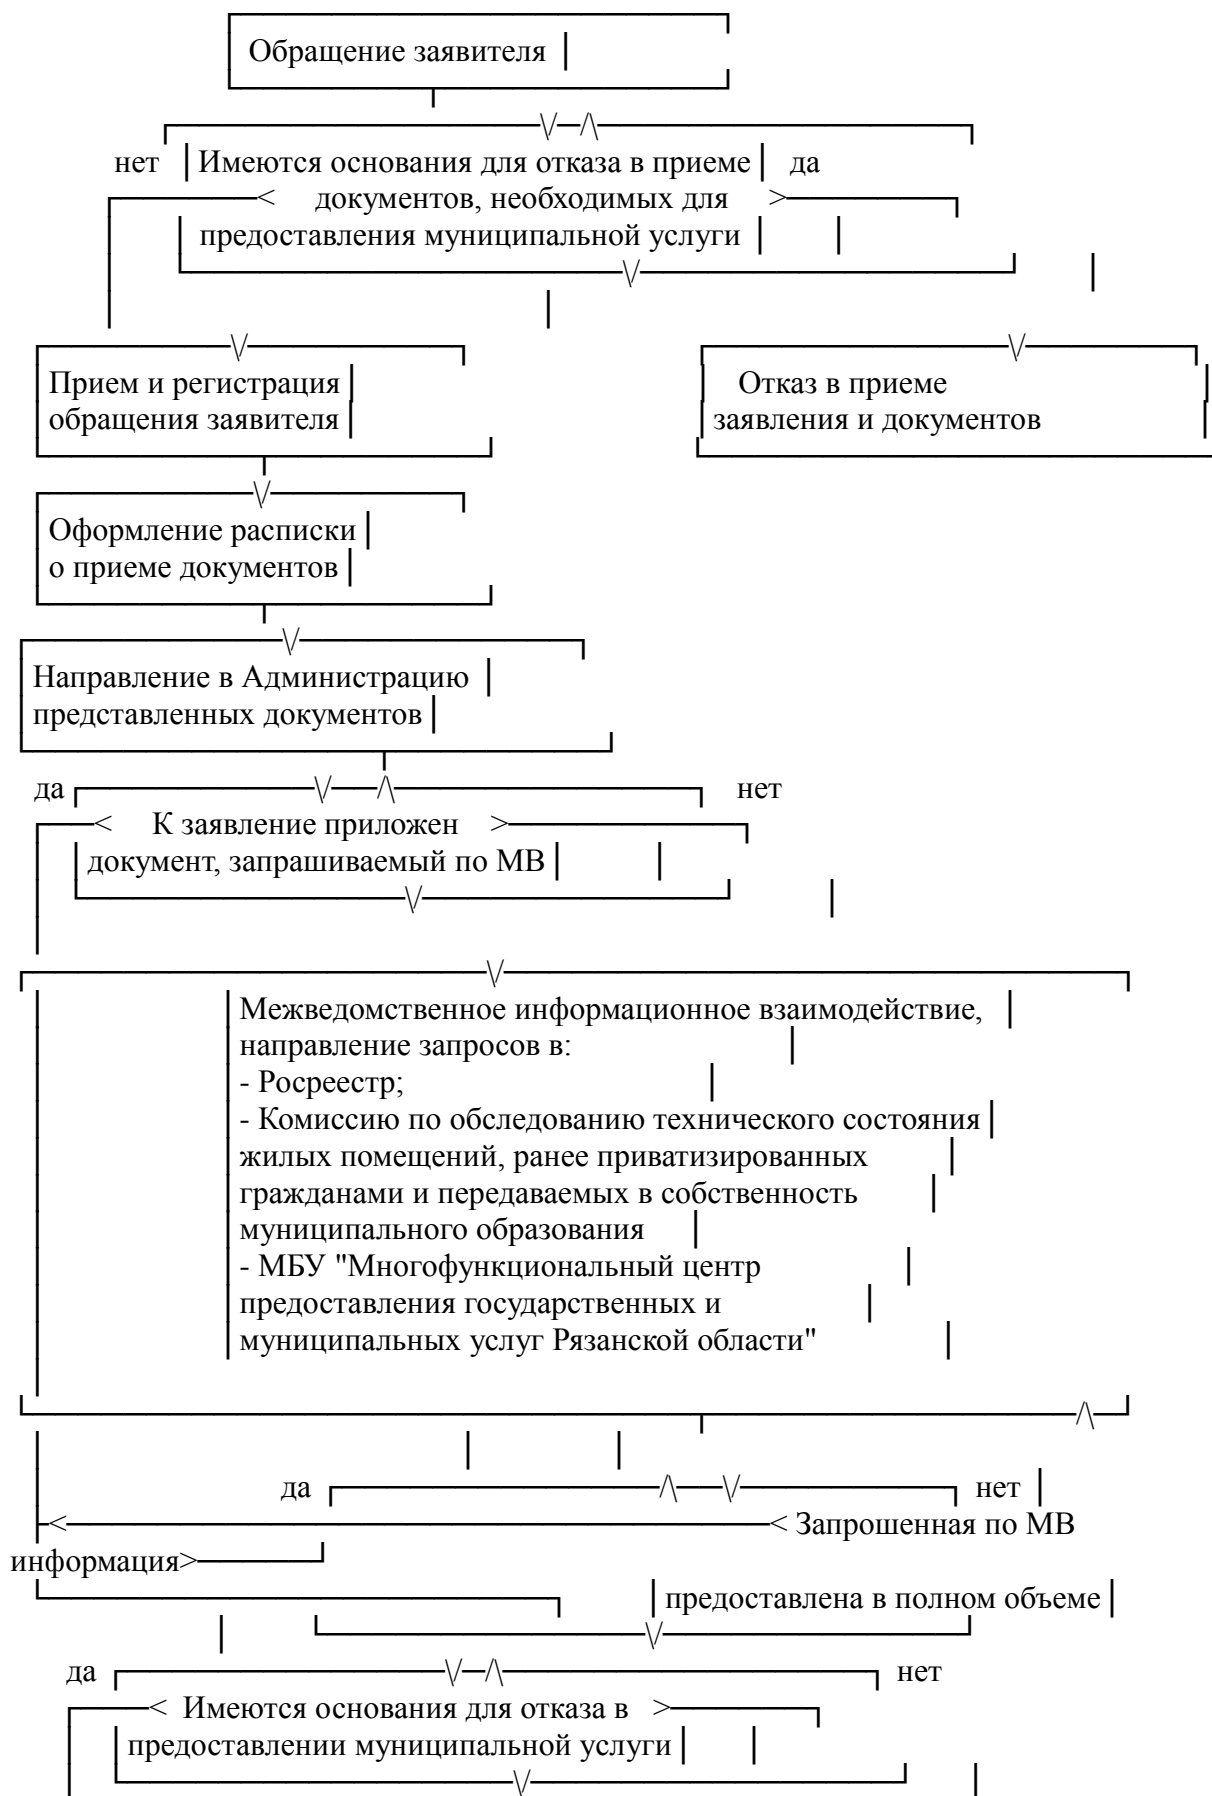 Обращение заявителя
нет Имеются основания для отказа в приеме да
документов, необходимых для
предоставления муниципальной услуги
Прием и регистрация Отказ в приеме
обращения заявителя заявления и документов
Оформление расписки
о приеме документов
Направление в Администрацию
представленных документов
да нет
К заявление приложен
документ, запрашиваемый по МВ
Межведомственное информационное взаимодействие,
направление запросов в:
- Росреестр;
- Комиссию по обследованию технического состояния
жилых помещений, ранее приватизированных
гражданами и передаваемых в собственность
муниципального образования
- МБУ "Многофункциональный центр
предоставления государственных и
муниципальных услуг Рязанской области"
да нет
Запрошенная по МВ
информация
предоставлена в полном объеме
да нет
Имеются основания для отказа в
предоставлении муниципальной услуги